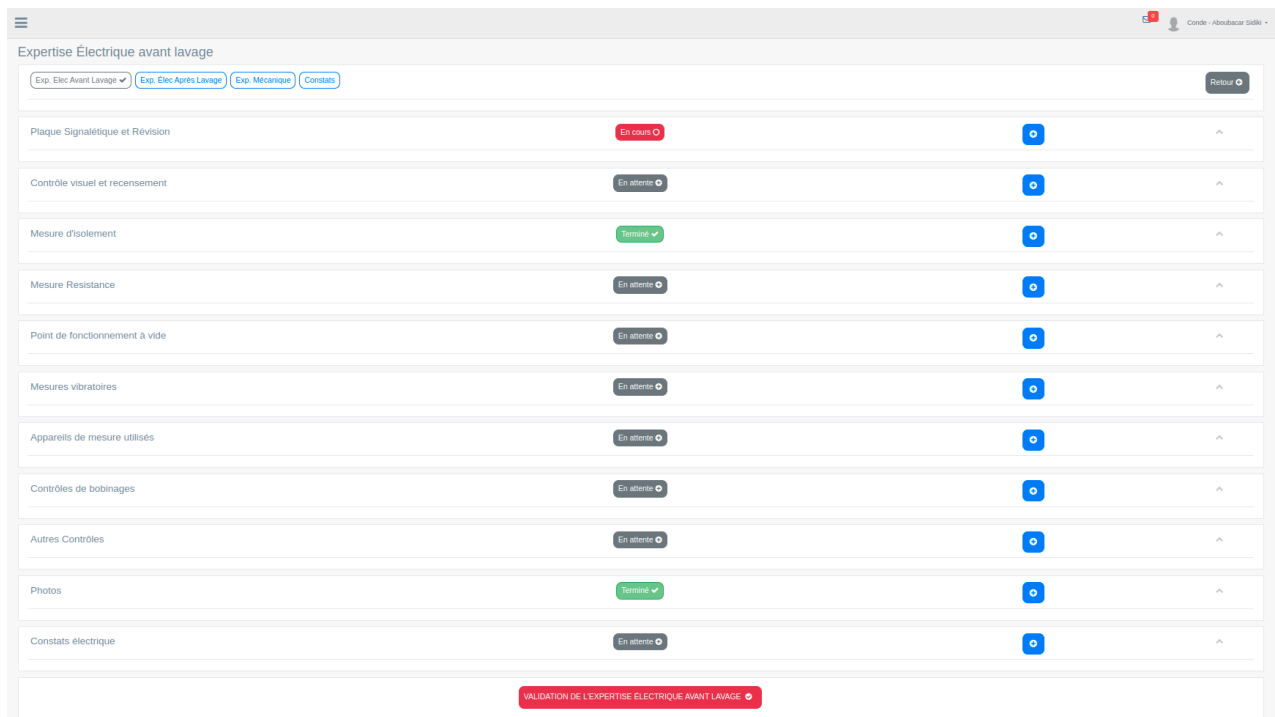 0
Conde - Aboubacar Sidiki
Expertise Électrique avant lavage
Exp. Elec Avant Lavage Exp. Élec Après Lavage Exp. Mécanique Constats Retour
Plaque Signalétique et Révision En cours
Contrôle visuel et recensement En attente
Mesure d'isolement Terminé
Mesure Resistance En attente
Point de fonctionnement à vide En attente
Mesures vibratoires En attente
Appareils de mesure utilisés En attente
Contrôles de bobinages En attente
Autres Contrôles En attente
Photos Terminé
Constats électrique En attente
VALIDATION DE L'EXPERTISE ÉLECTRIQUE AVANT LAVAGE